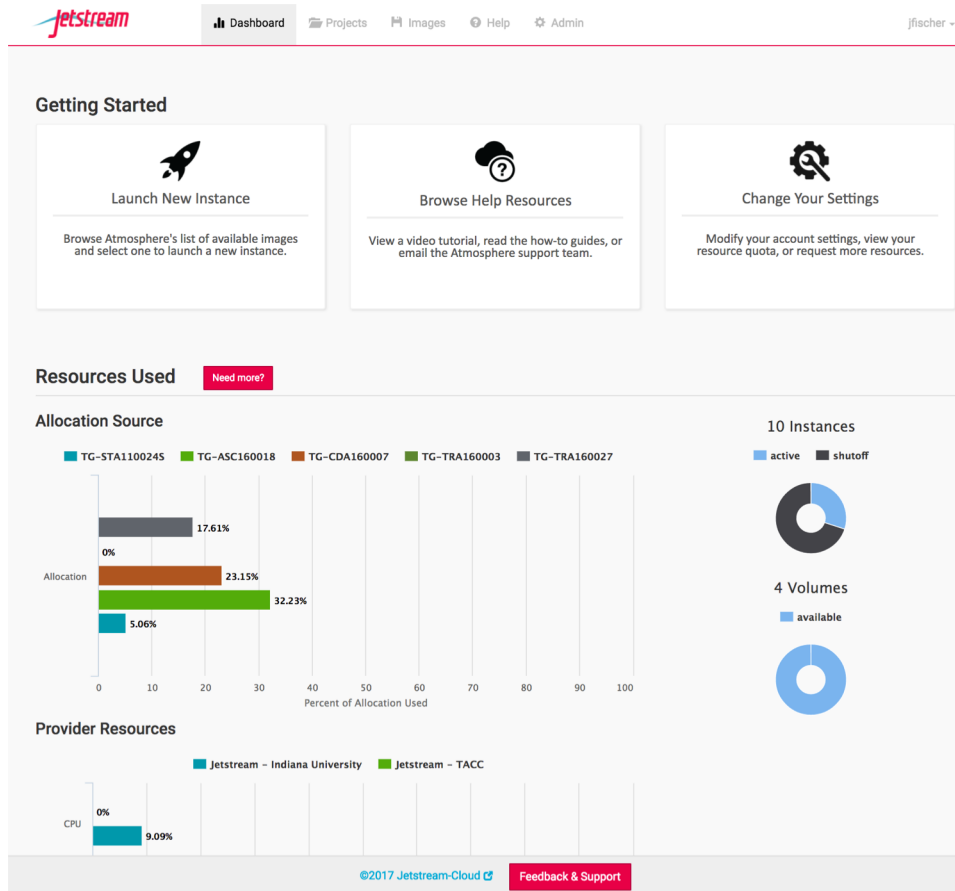 Jetstream
Dashboard Projects Images Help Admin jfischer
Getting Started
Launch New Instance
Browse Atmosphere's list of available images
and select one to launch a new instance.
Browse Help Resources
View a video tutorial, read the how-to guides, or
email the Atmosphere support team.
Change Your Settings
Modify your account settings, view your
resource quota, or request more resources.
Resources Used Need more?
Allocation Source
TG-STA110024S TG-ASC160018 TG-CDA160007 TG-TRA160003 TG-TRA160027
17.61%
0%
Allocation
23.15%
32.23%
5.06%
0 10 20 30 40 50 60 70 80 90 100
Percent of Allocation Used
10 Instances
active shutoff
4 Volumes
available
Provider Resources
Jetstream - Indiana University Jetstream - TACC
CPU
0%
9.09%
©2017 Jetstream-Cloud Feedback & Support